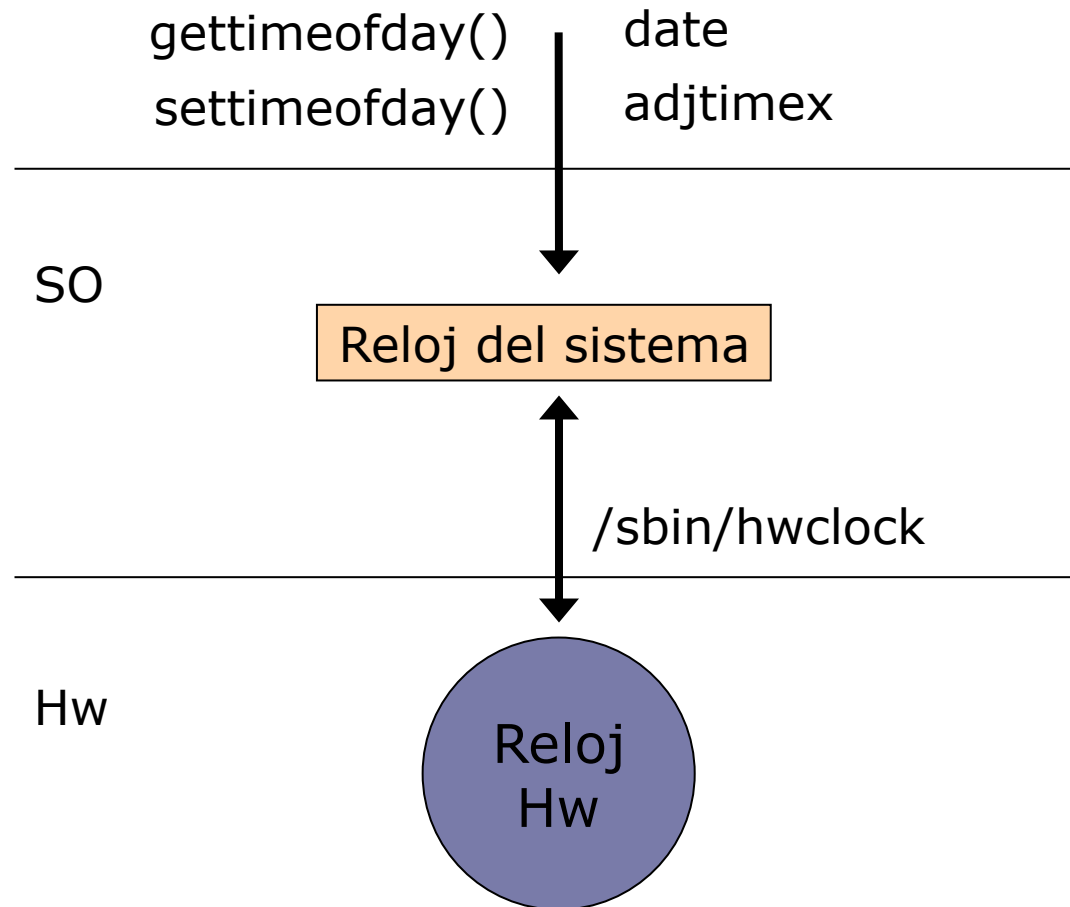 gettimeofday()
settimeofday()
date
adjtimex
SO
Reloj del sistema
/sbin/hwclock
Hw
Reloj
Hw